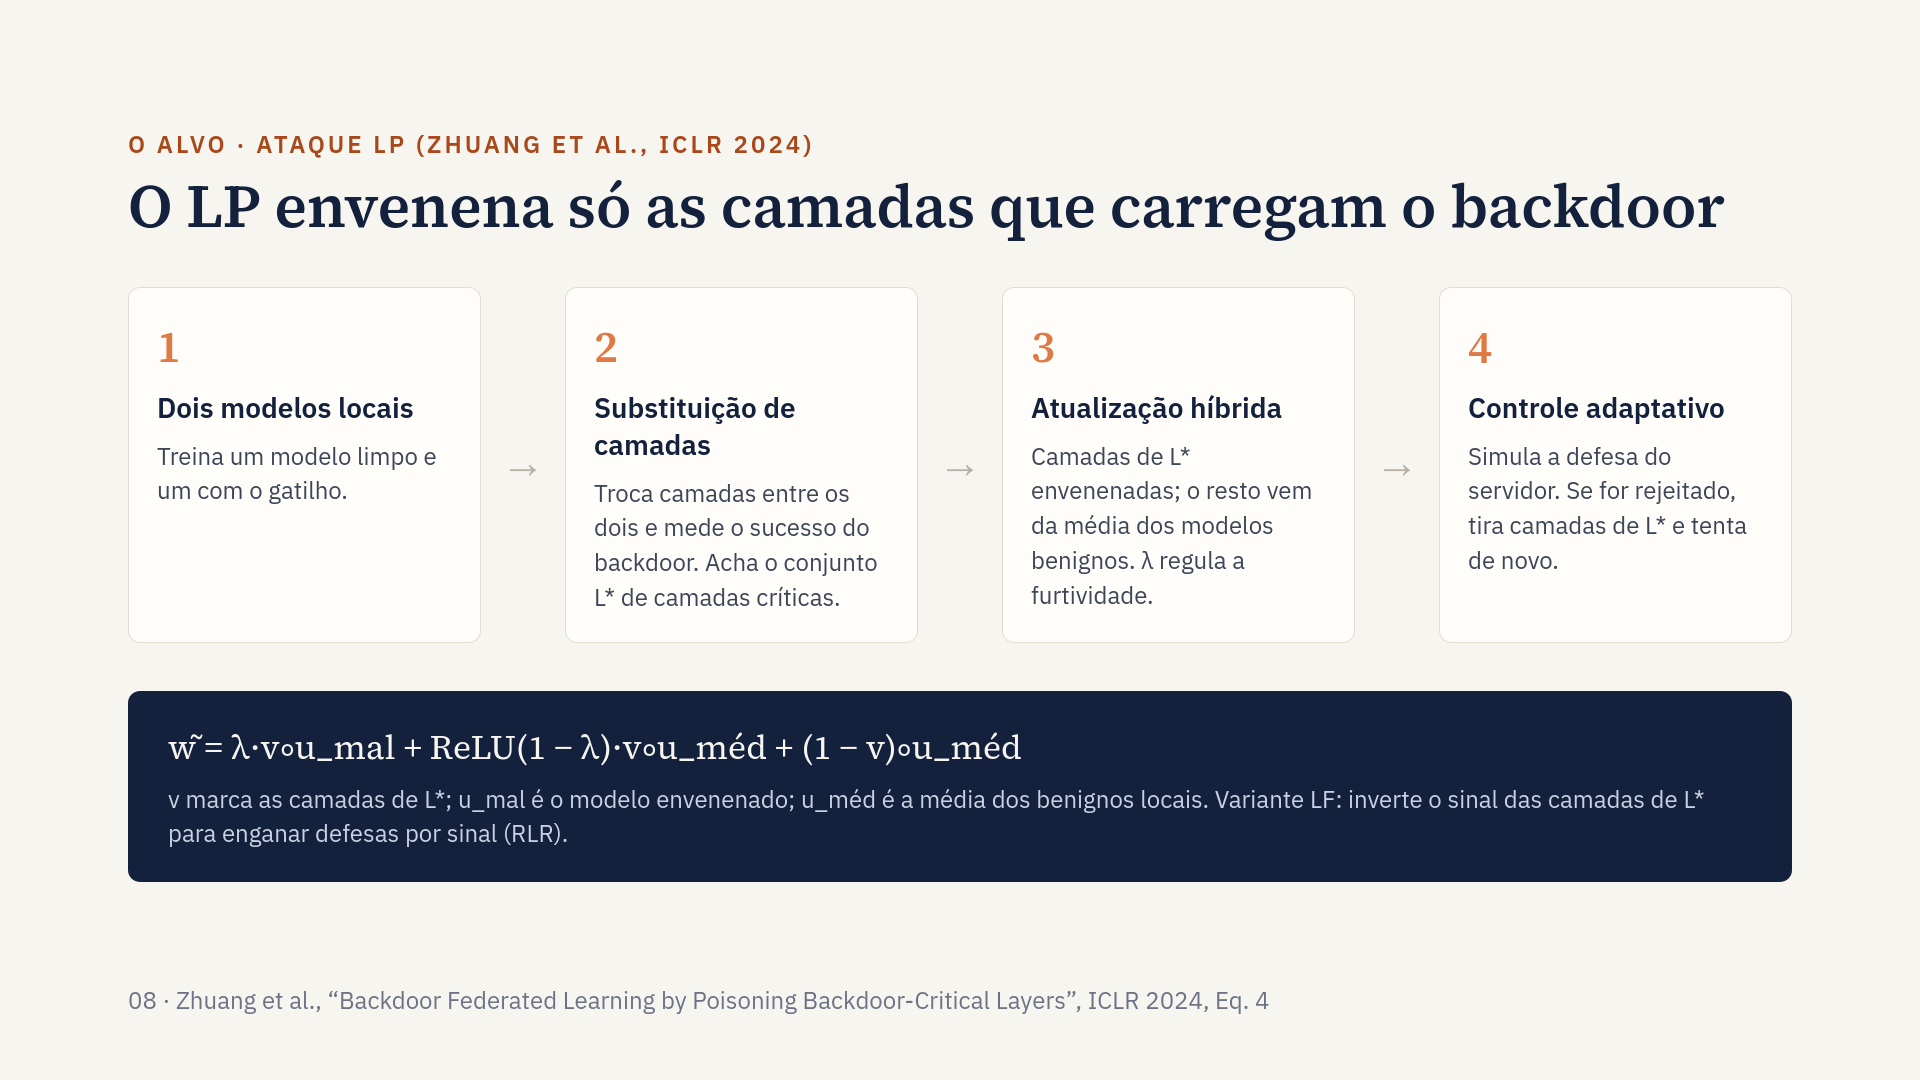 O ALVO · ATAQUE LP (ZHUANG ET AL., ICLR 2024)
O LP envenena só as camadas que carregam o backdoor
1
Dois modelos locais
Treina um modelo limpo e
um com o gatilho.
→
2
Substituição de
camadas
Troca camadas entre os
dois e mede o sucesso do
backdoor. Acha o conjunto
L* de camadas críticas.
→
3
Atualização híbrida
Camadas de L*
envenenadas; o resto vem
da média dos modelos
benignos. λ regula a
furtividade.
→
4
Controle adaptativo
Simula a defesa do
servidor. Se for rejeitado,
tira camadas de L* e tenta
de novo.
w̃ = λ·v∘u_mal + ReLU(1 − λ)·v∘u_méd + (1 − v)∘u_méd
v marca as camadas de L*; u_mal é o modelo envenenado; u_méd é a média dos benignos locais. Variante LF: inverte o sinal das camadas de L*
para enganar defesas por sinal (RLR).
08 · Zhuang et al., “Backdoor Federated Learning by Poisoning Backdoor-Critical Layers”, ICLR 2024, Eq. 4